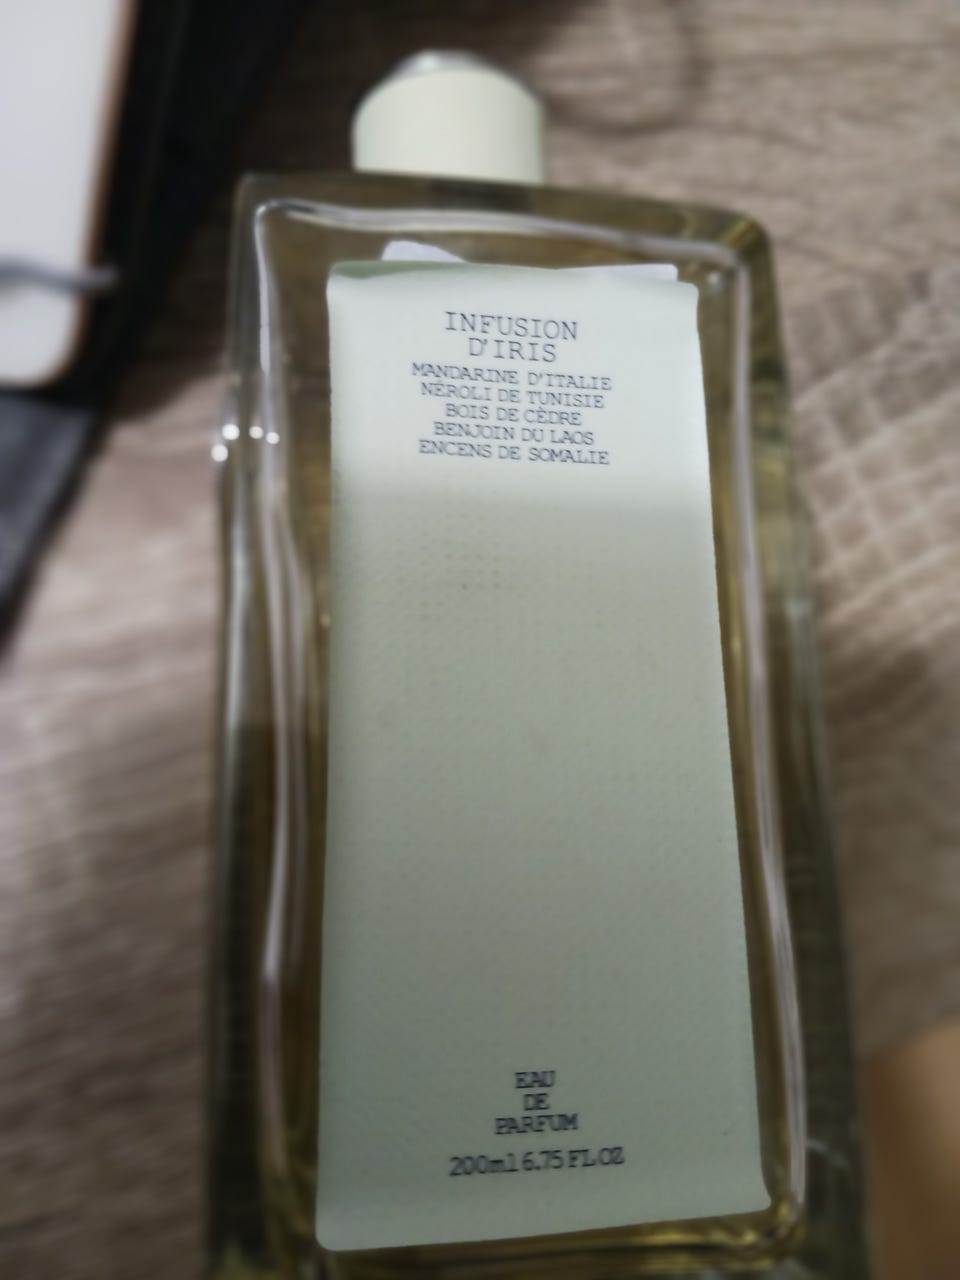 INFUSION
D'IRIS
MANDARINE D'ITALIE
NÉROLI DE TUNISIE
BOIS DE CÈDRE
BENJOIN DU LAOS
ENCENS DE SOMALIE
EAU
DE
PARFUM
200ml 6.75 FL OZ